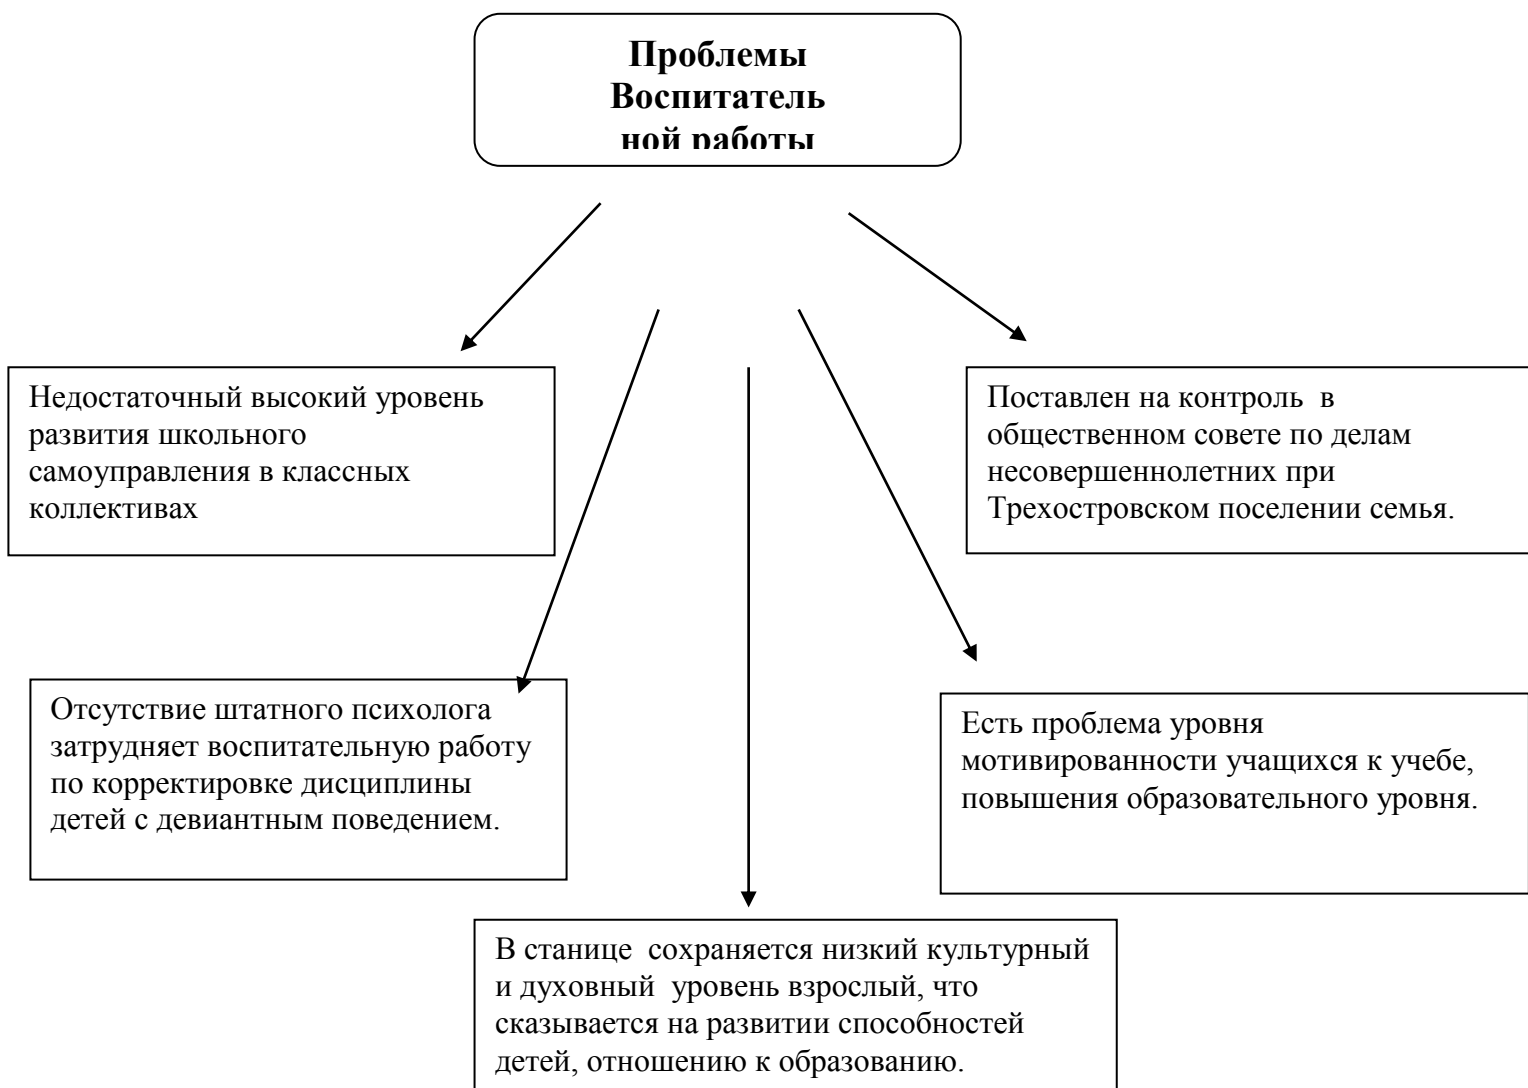 Проблемы
Воспитатель
ной работы
Недостаточный высокий уровень
развития школьного
самоуправления в классных
коллективах
Поставлен на контроль в
общественном совете по делам
несовершеннолетних при
Трехостровском поселении семья.
Отсутствие штатного психолога
затрудняет воспитательную работу
по корректировке дисциплины
детей с девиантным поведением.
Есть проблема уровня
мотивированности учащихся к учебе,
повышения образовательного уровня.
В станице сохраняется низкий культурный
и духовный уровень взрослый, что
сказывается на развитии способностей
детей, отношению к образованию.